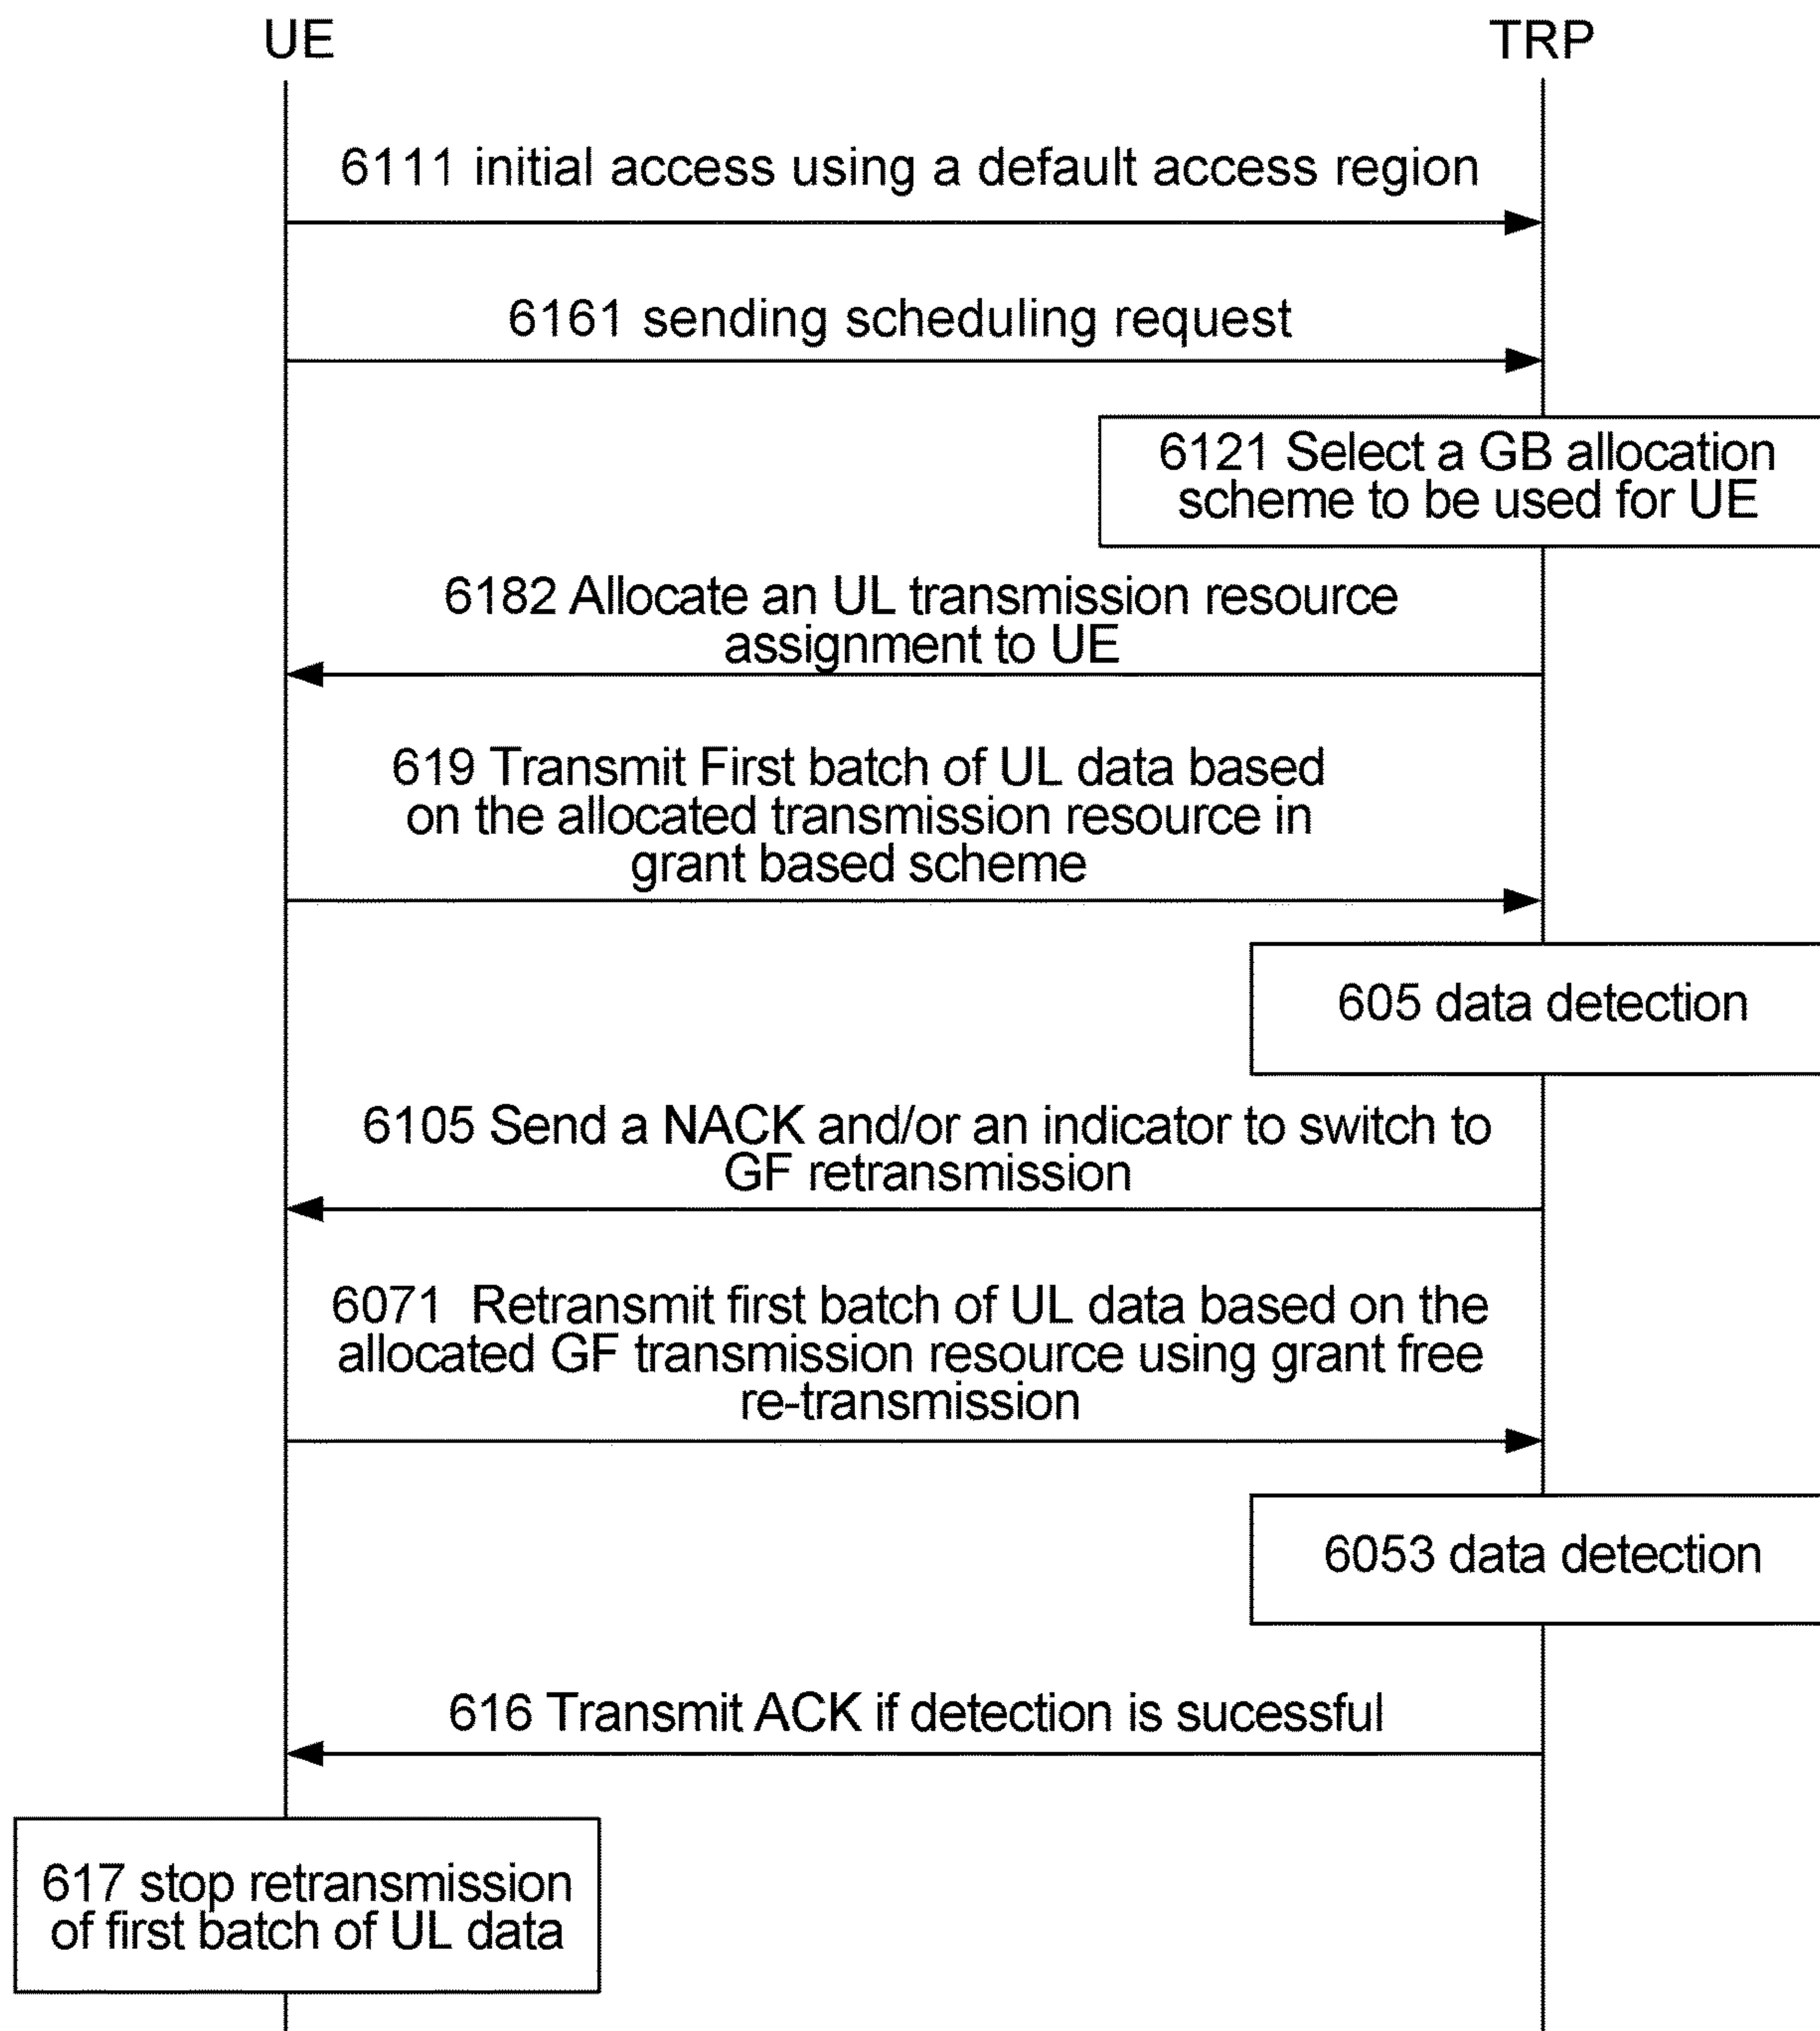 UE
TRP
6111 initial access using a default access region
6161 sending scheduling request
6121 Select a GB allocation
scheme to be used for UE
6182 Allocate an UL transmission resource
assignment to UE
619 Transmit First batch of UL data based
on the allocated transmission resource in
grant based scheme
605 data detection
6105 Send a NACK and/or an indicator to switch to
GF retransmission
6071 Retransmit first batch of UL data based on the
allocated GF transmission resource using grant free
re-transmission
6053 data detection
616 Transmit ACK if detection is sucessful
617 stop retransmission
of first batch of UL data